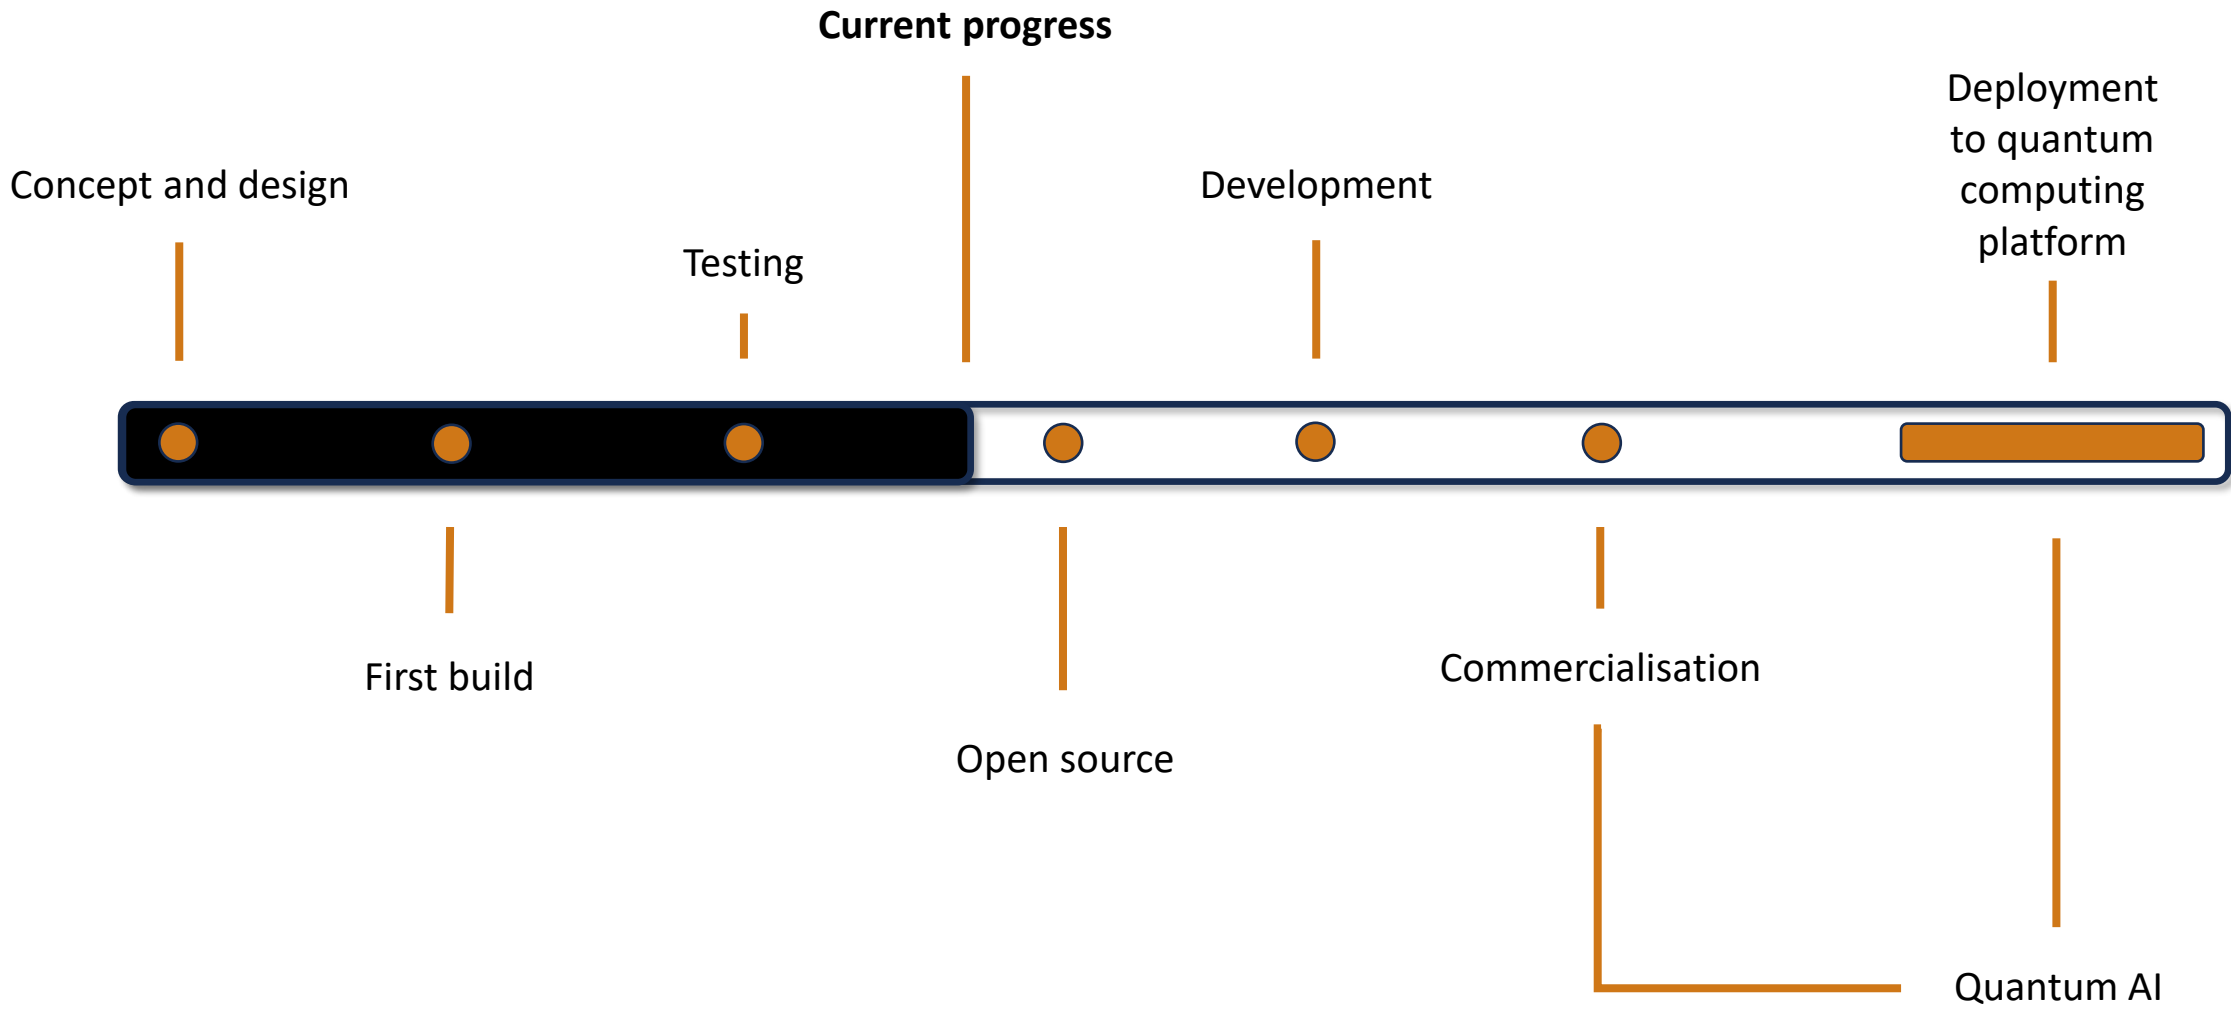 Current progress
Deployment
to quantum
computing
platform
Concept and design
Development
Testing
First build
Commercialisation
Open source
Quantum AI